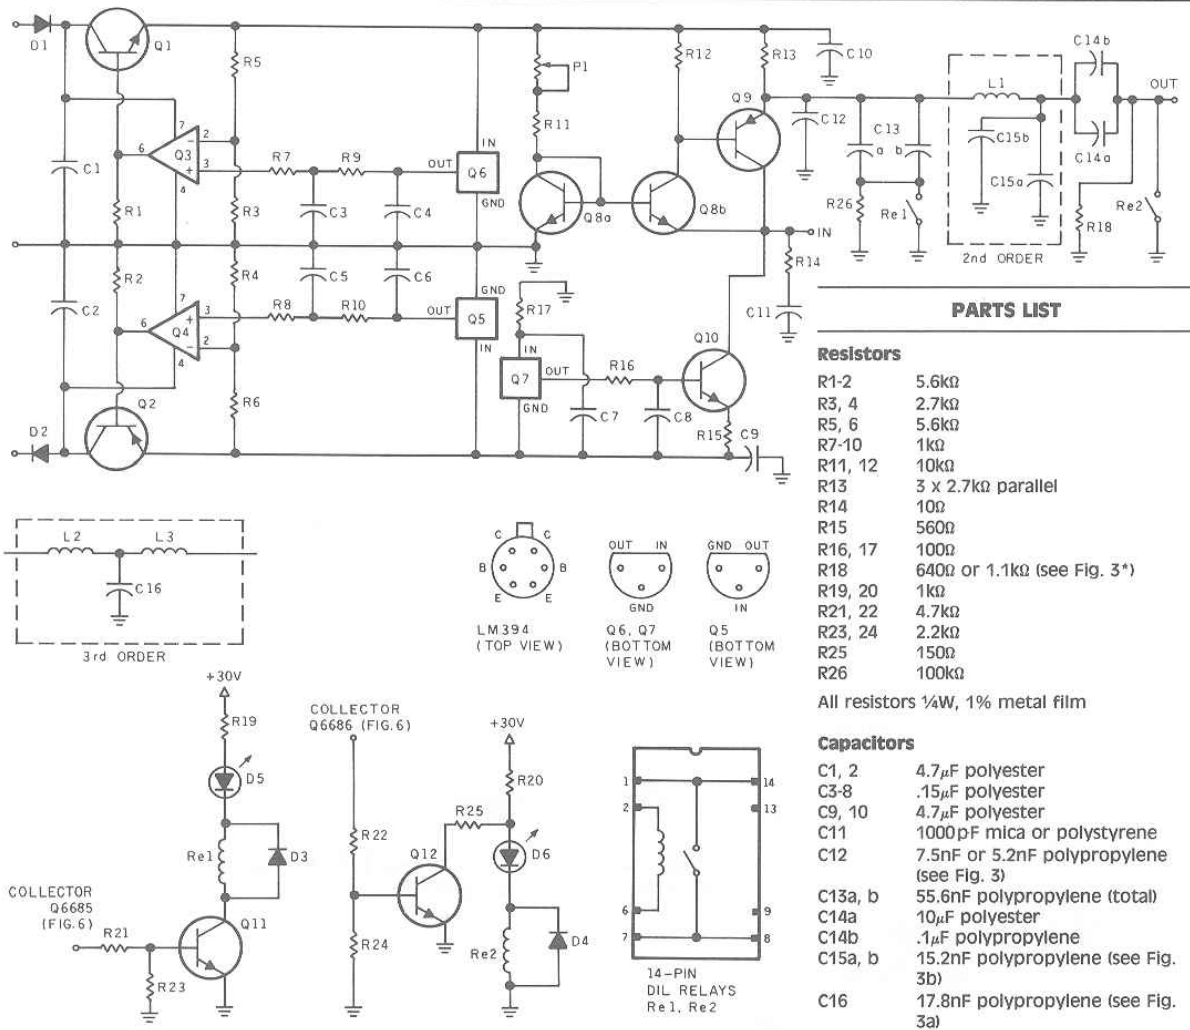 D1
Q1
R5
C1
7
2
6
Q3
3
4
R7
R9
OUT
Q6
IN
GND
R1
R3
C3
C4
P1
R11
Q8a
R12
Q8b
R13
Q9
C10
C12
C13
a
b
R26
Re1
L1
C15b
C15a
2nd ORDER
C14b
C14a
OUT
R18
Re2
IN
R14
C11
R2
R4
C5
C6
C2
7
3
6
Q4
2
4
R8
R10
OUT
Q5
GND
IN
R17
IN
Q7
OUT
GND
R16
C7
C8
Q10
R15
C9
R6
Q2
D2
L2
L3
C16
3rd ORDER
C
C
B
B
E
E
LM394
(TOP VIEW)
OUT
IN
GND
Q6, Q7
(BOTTOM
VIEW)
GND
OUT
IN
Q5
(BOTTOM
VIEW)
+30V
R19
D5
Re1
D3
COLLECTOR
Q6685
(FIG.6)
R21
Q11
R23
COLLECTOR
Q6686 (FIG.6)
R22
R24
Q12
R25
+30V
R20
D6
Re2
D4
1
14
2
13
6
9
7
8
14-PIN
DIL RELAYS
Re1, Re2
PARTS LIST
Resistors
R1-2 5.6kΩ
R3, 4 2.7kΩ
R5, 6 5.6kΩ
R7-10 1kΩ
R11, 12 10kΩ
R13 3 x 2.7kΩ parallel
R14 10Ω
R15 560Ω
R16, 17 100Ω
R18 640Ω or 1.1kΩ (see Fig. 3*)
R19, 20 1kΩ
R21, 22 4.7kΩ
R23, 24 2.2kΩ
R25 150Ω
R26 100kΩ
All resistors ¼W, 1% metal film
Capacitors
C1, 2 4.7μF polyester
C3-8 .15μF polyester
C9, 10 4.7μF polyester
C11 1000pF mica or polystyrene
C12 7.5nF or 5.2nF polypropylene
(see Fig. 3)
C13a, b 55.6nF polypropylene (total)
C14a 10μF polyester
C14b .1μF polypropylene
C15a, b 15.2nF polypropylene (see Fig.
3b)
C16 17.8nF polypropylene (see Fig.
3a)